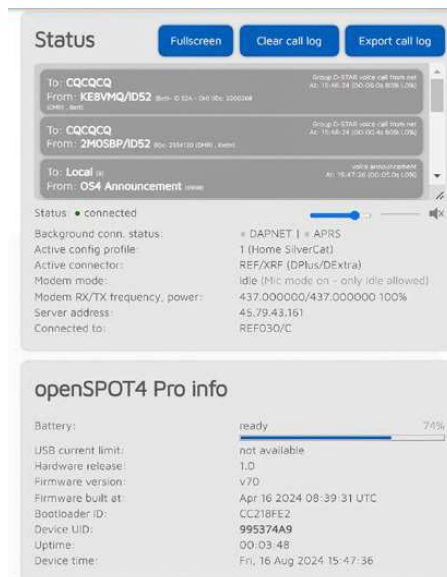 Status
Fullscreen
Clear call log
Export call log
To: CQCQCQ
From: KE8VMQ/ID52
Group D-STAR voice call from net
To: CQCQCQ
From: 2M0SBP/ID52
Group D-STAR voice call from net
To: Local
From: OS4 Announcement
voice announcement
Status: connected
Background conn. status: DAPNET | APRS
Active config profile: 1 (Home SilverCat)
Active connector: REF/XRF (DPlus/DExtra)
Modem mode: Idle (Mic mode on - only idle allowed)
Modem RX/TX frequency, power: 437.000000/437.000000 100%
Server address: 45.79.43.161
Connected to: REF030/C
openSPOT4 Pro info
Battery: ready 74%
USB current limit: not available
Hardware release: 1.0
Firmware version: v70
Firmware built at: Apr 16 2024 08:39:31 UTC
Bootloader ID: CC218FE2
Device UID: 995374A9
Uptime: 00:03:48
Device time: Fri, 16 Aug 2024 15:47:36